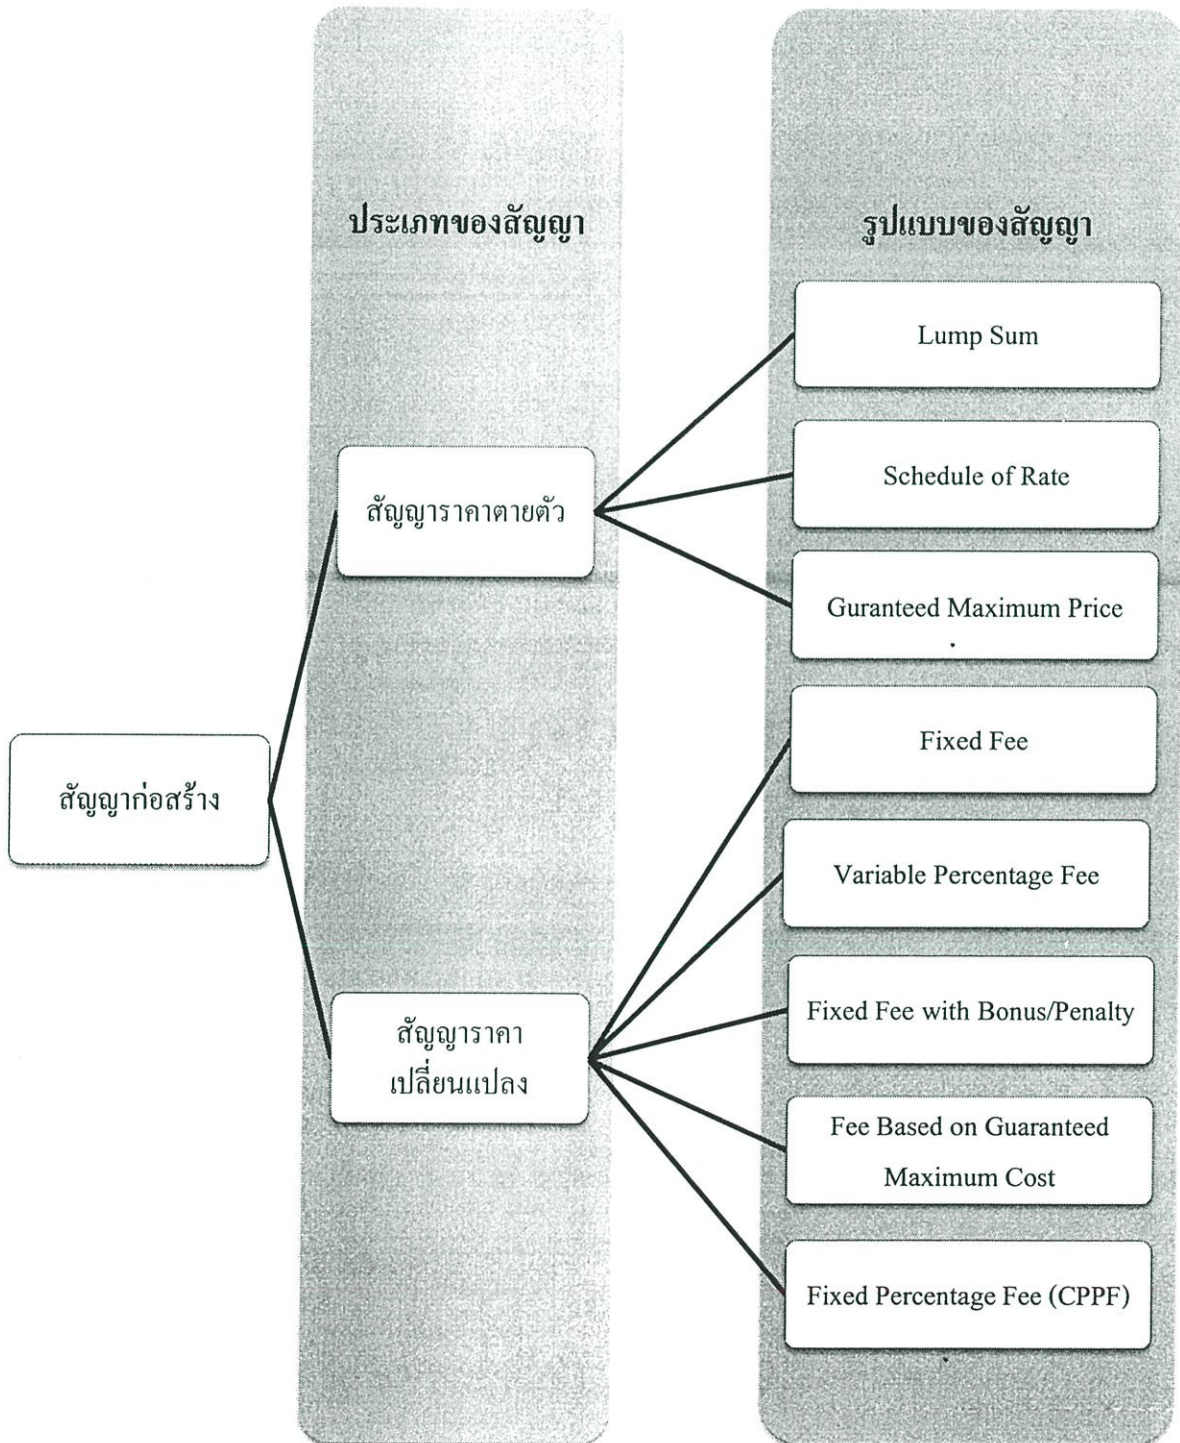 ประเภทของสัญญา
รูปแบบของสัญญา
Lump Sum
Schedule of Rate
สัญญาราคาตายตัว
Guranteed Maximum Price
Fixed Fee
สัญญาก่อสร้าง
Variable Percentage Fee
Fixed Fee with Bonus/Penalty
สัญญาราคา
เปลี่ยนแปลง
Fee Based on Guaranteed
Maximum Cost
Fixed Percentage Fee (CPPF)